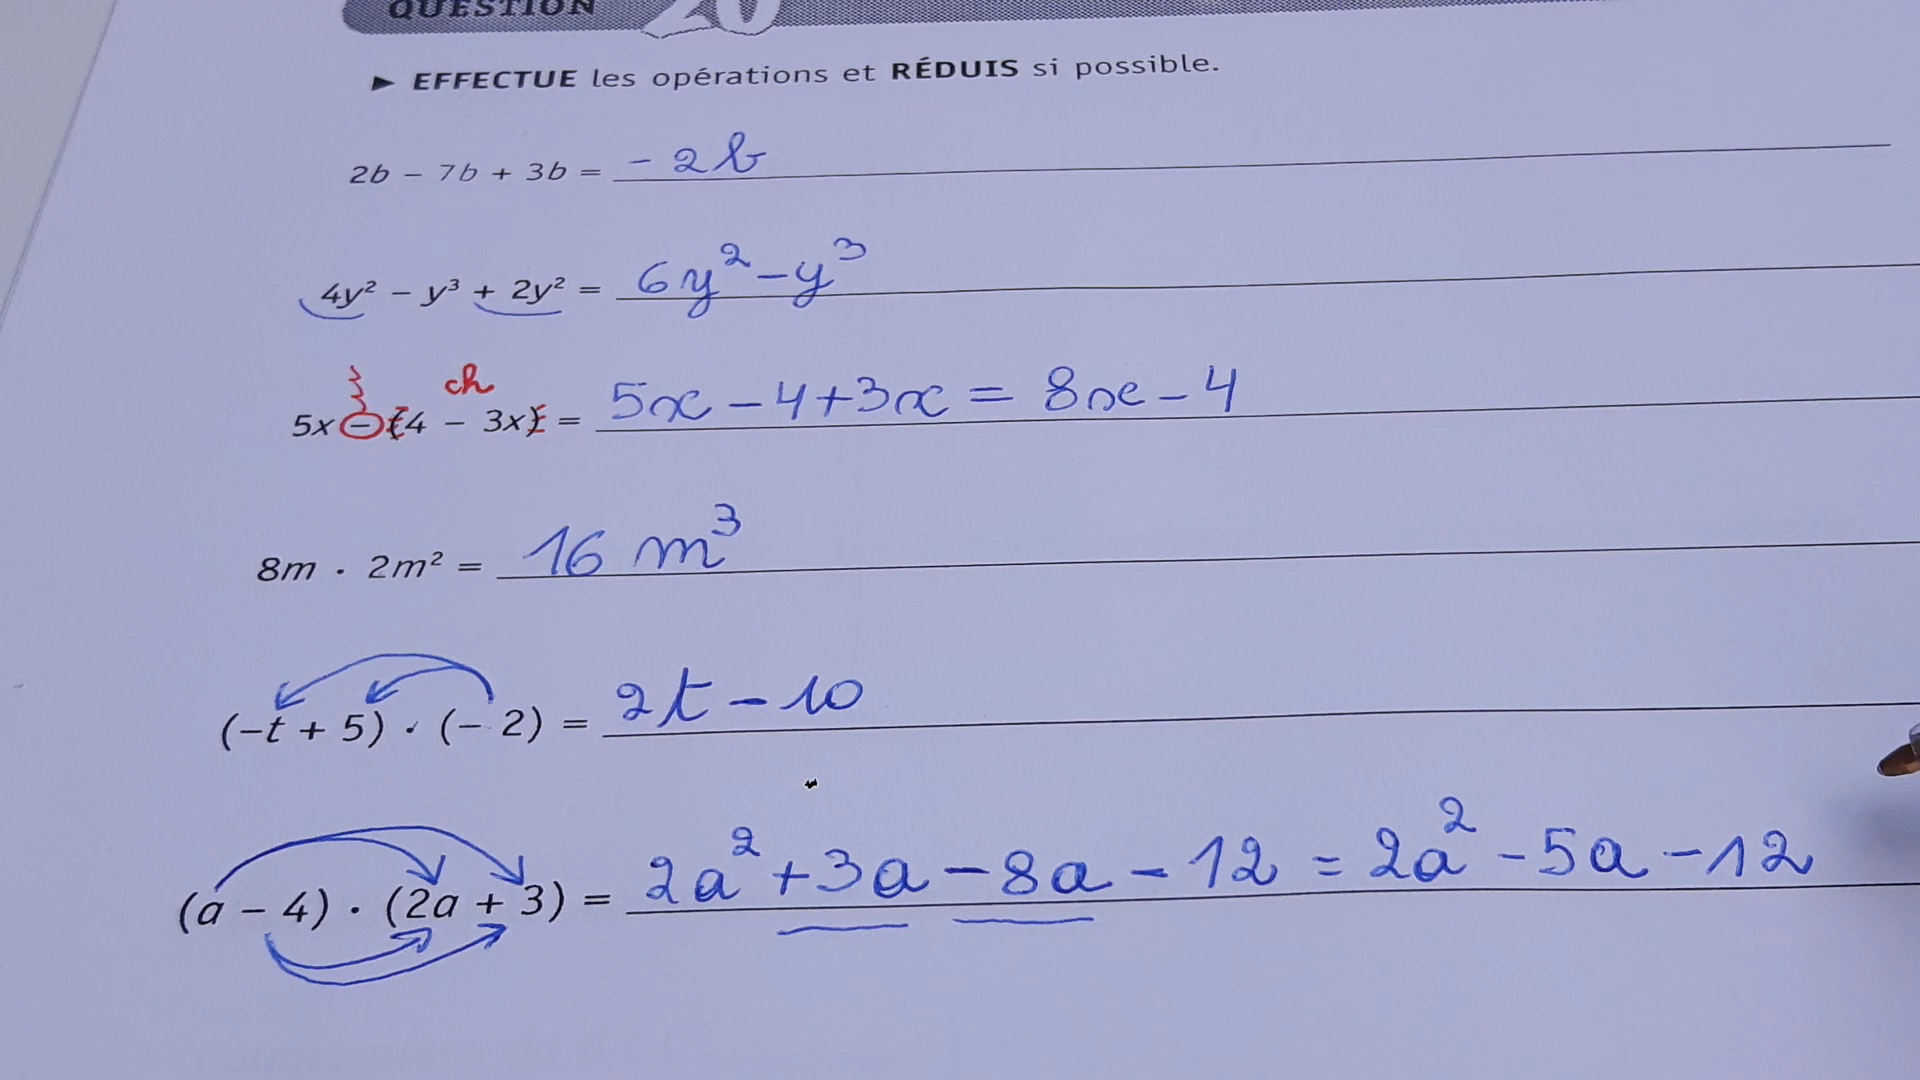 QUESTION 20
► EFFECTUE les opérations et RÉDUIS si possible.
2b – 7b + 3b = - 2b
4y² – y³ + 2y² = 6y² - y³
ch
5x – (4 – 3x) = 5x - 4 + 3x = 8x - 4
8m · 2m² = 16 m³
(–t + 5) · (– 2) = 2t - 10
(a – 4) · (2a + 3) = 2a² + 3a - 8a - 12 = 2a² - 5a - 12